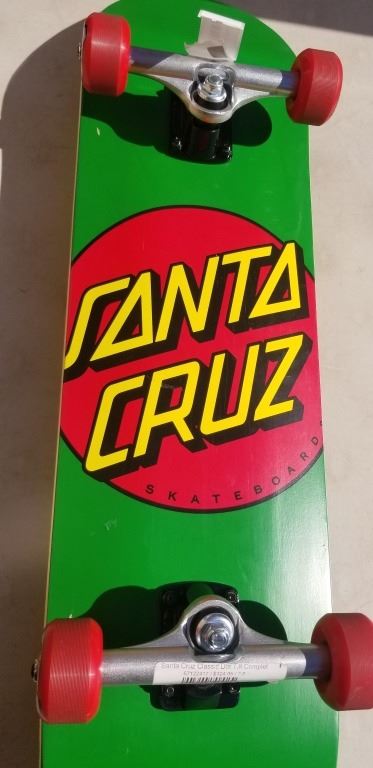 SANTA
CRUZ
SKATEBOARDS
Santa Cruz Classic Dot 7.8 Complet